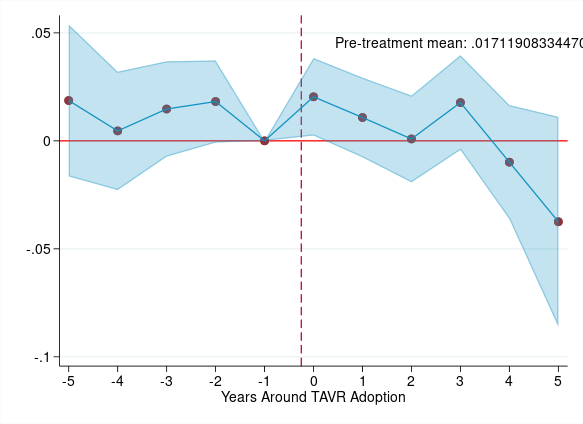 Pre-treatment mean: .01711908334470
.05
0
-.05
-.1
-5 -4 -3 -2 -1 0 1 2 3 4 5
Years Around TAVR Adoption